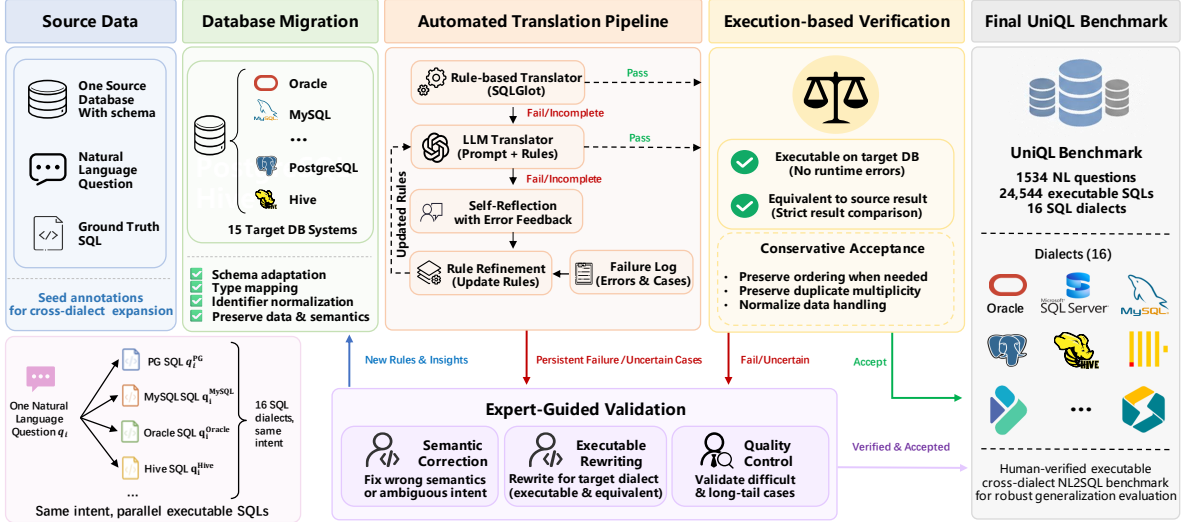 Source Data
One Source
Database
With schema
Natural
Language
Question
Ground Truth
SQL
Seed annotations
for cross-dialect expansion
Database Migration
Oracle
MySQL
MySQL
...
PostgreSQL
Hive
HIVE
15 Target DB Systems
Schema adaptation
Type mapping
Identifier normalization
Preserve data & semantics
Automated Translation Pipeline
Rule-based Translator
(SQLGlot)
Pass
Fail/Incomplete
LLM Translator
(Prompt + Rules)
Pass
Fail/Incomplete
Updated Rules
Self-Reflection
with Error Feedback
Rule Refinement
(Update Rules)
Failure Log
(Errors & Cases)
Execution-based Verification
Executable on target DB
(No runtime errors)
Equivalent to source result
(Strict result comparison)
Conservative Acceptance
• Preserve ordering when needed
• Preserve duplicate multiplicity
• Normalize data handling
Final UniQL Benchmark
UniQL Benchmark
1534 NL questions
24,544 executable SQLs
16 SQL dialects
Dialects (16)
Oracle
Microsoft
SQL Server
MySQL
HIVE
...
Human-verified executable
cross-dialect NL2SQL benchmark
for robust generalization evaluation
One Natural
Language
Question qᵢ
PG SQL qᵢᴾᴳ
MySQL SQL qᵢᴹʸˢQᴸ
Oracle SQL qᵢᴼʳᵃᶜˡᵉ
Hive SQL qᵢᴴⁱᵛᵉ
...
16 SQL
dialects,
same
intent
Same intent, parallel executable SQLs
New Rules & Insights
Persistent Failure /Uncertain Cases
Fail/Uncertain
Accept
Expert-Guided Validation
Semantic
Correction
Fix wrong semantics
or ambiguous intent
Executable
Rewriting
Rewrite for target dialect
(executable & equivalent)
Quality
Control
Validate difficult
& long-tail cases
Verified & Accepted